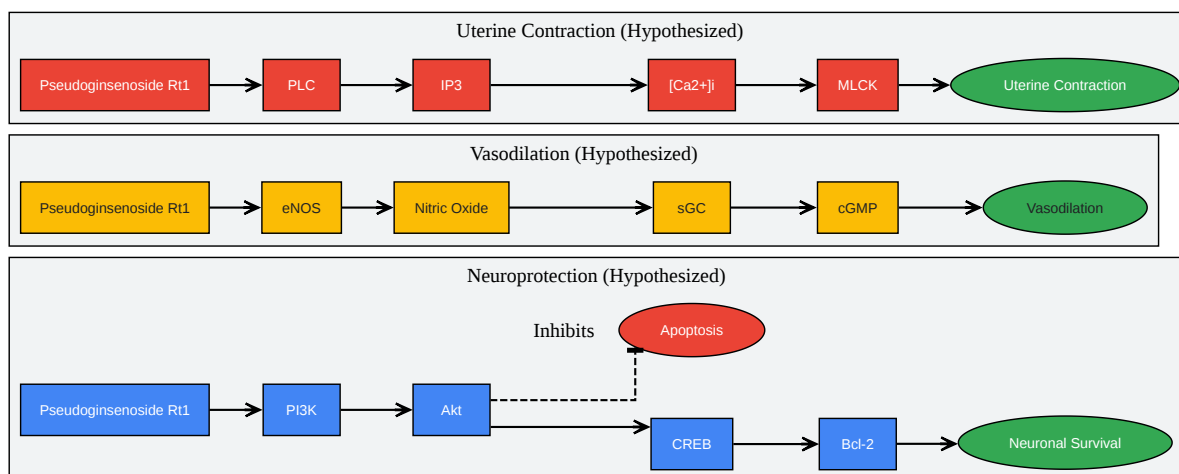 Uterine Contraction (Hypothesized)
Pseudoginsenoside Rt1
PLC
IP3
[Ca2+]i
MLCK
Uterine Contraction
Vasodilation (Hypothesized)
Pseudoginsenoside Rt1
eNOS
Nitric Oxide
sGC
cGMP
Vasodilation
Neuroprotection (Hypothesized)
Inhibits
Apoptosis
Pseudoginsenoside Rt1
PI3K
Akt
CREB
Bcl-2
Neuronal Survival